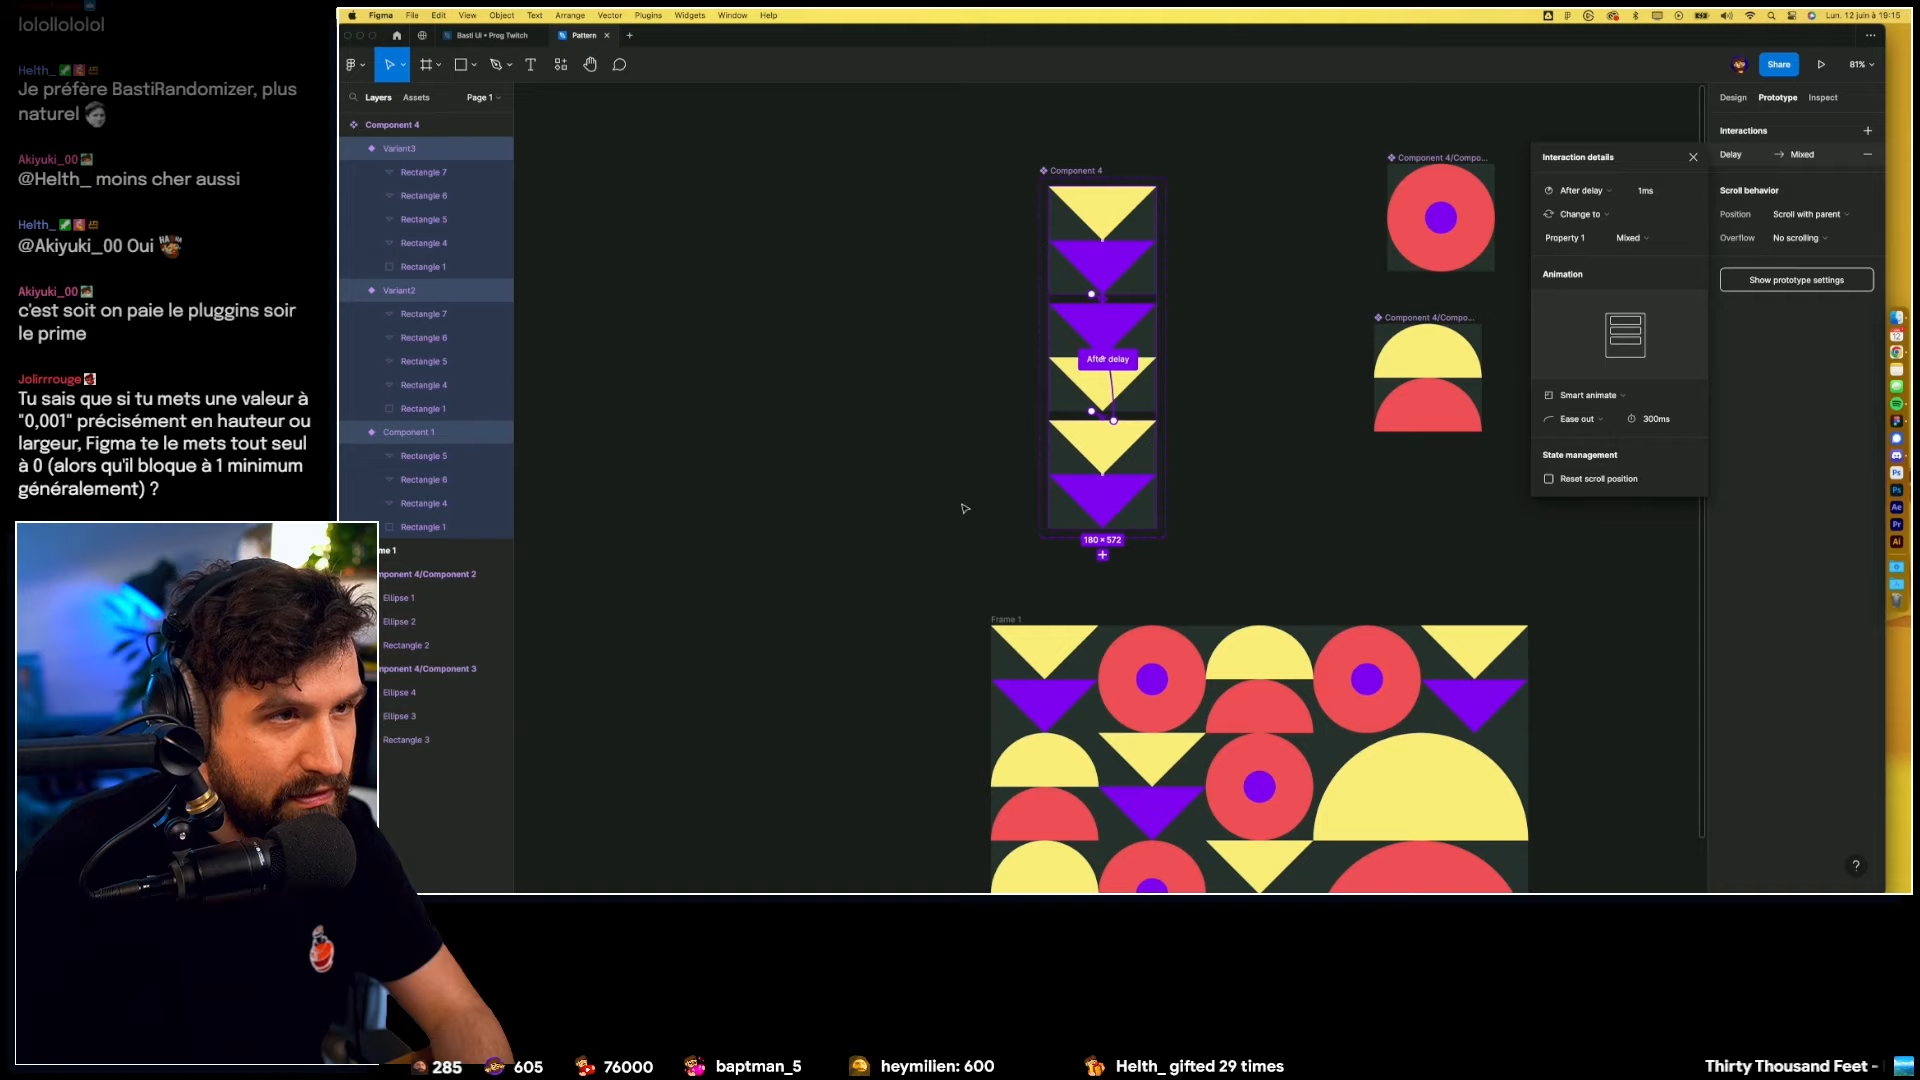 lolollolol
Helth_
Je préfère BastiRandomizer, plus
naturel
Akiyuki_00
@Helth_ moins cher aussi
Helth_
@Akiyuki_00 Oui
Akiyuki_00
c'est soit on paie le pluggins soir
le prime
Jolirrrouge
Tu sais que si tu mets une valeur à
"0,001" précisément en hauteur ou
largeur, Figma te le mets tout seul
à 0 (alors qu'il bloque à 1 minimum
généralement) ?
Figma File Edit View Object Text Arrange Vector Plugins Widgets Window Help
Lun. 12 juin à 19:15
Basti Ui • Prog Twitch
Pattern
Share
81%
Layers Assets Page 1
Component 4
Variant3
Rectangle 7
Rectangle 6
Rectangle 5
Rectangle 4
Rectangle 1
Variant2
Rectangle 7
Rectangle 6
Rectangle 5
Rectangle 4
Rectangle 1
Component 1
Rectangle 5
Rectangle 6
Rectangle 4
Rectangle 1
me 1
mponent 4/Component 2
Ellipse 1
Ellipse 2
Rectangle 2
mponent 4/Component 3
Ellipse 4
Ellipse 3
Rectangle 3
Component 4
After delay
180 × 572
Component 4/Compo...
Component 4/Compo...
Frame 1
Interaction details
After delay 1ms
Change to
Property 1 Mixed
Animation
Smart animate
Ease out 300ms
State management
Reset scroll position
Design Prototype Inspect
Interactions
Delay Mixed
Scroll behavior
Position Scroll with parent
Overflow No scrolling
Show prototype settings
?
12
Ps
Ps
Ae
Pr
Ai
285 605 76000 baptman_5 heymilien: 600 Helth_ gifted 29 times Thirty Thousand Feet -